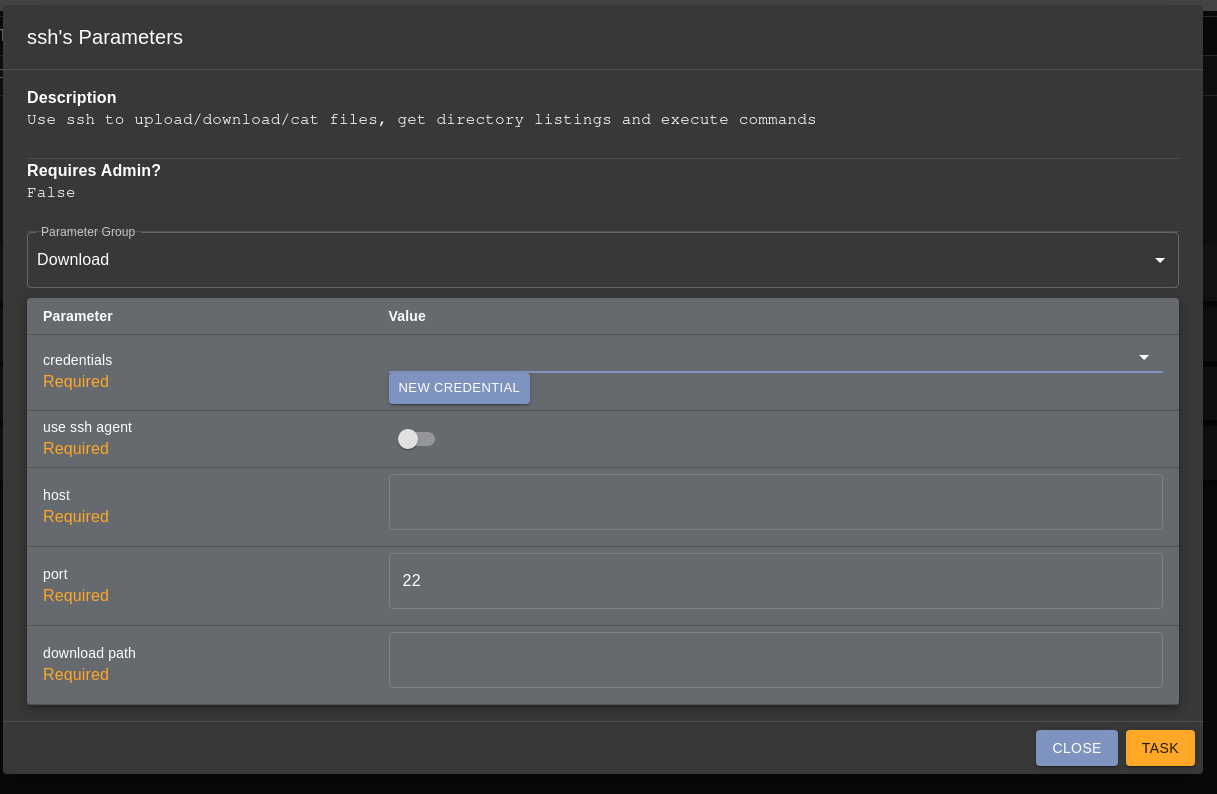 ssh's Parameters
Description
Use ssh to upload/download/cat files, get directory listings and execute commands
Requires Admin?
False
Parameter Group
Download
Parameter Value
credentials
Required
NEW CREDENTIAL
use ssh agent
Required
host
Required
port
Required
22
download path
Required
CLOSE TASK